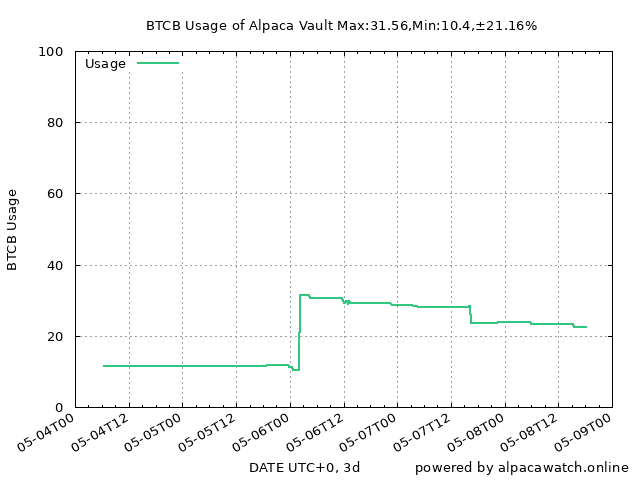 BTCB Usage of Alpaca Vault Max:31.56,Min:10.4,±21.16%
Usage
100
80
60
40
20
0
BTCB Usage
05-04T00
05-04T12
05-05T00
05-05T12
05-06T00
05-06T12
05-07T00
05-07T12
05-08T00
05-08T12
05-09T00
DATE UTC+0, 3d
powered by alpacawatch.online